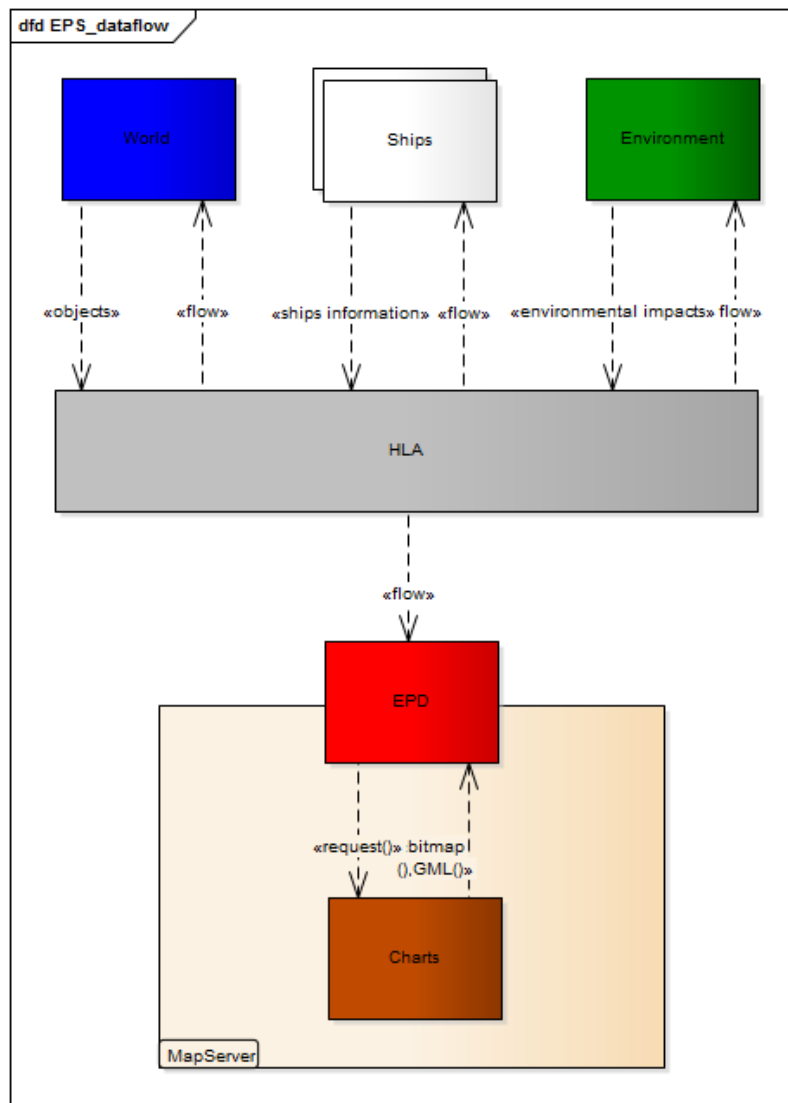 dfd EPS_dataflow
World
Ships
Environment
«objects»
«flow»
«ships information»
«flow»
«environmental impacts»
flow»
HLA
«flow»
EPD
«request()»
bitmap
(),GML()»
Charts
MapServer